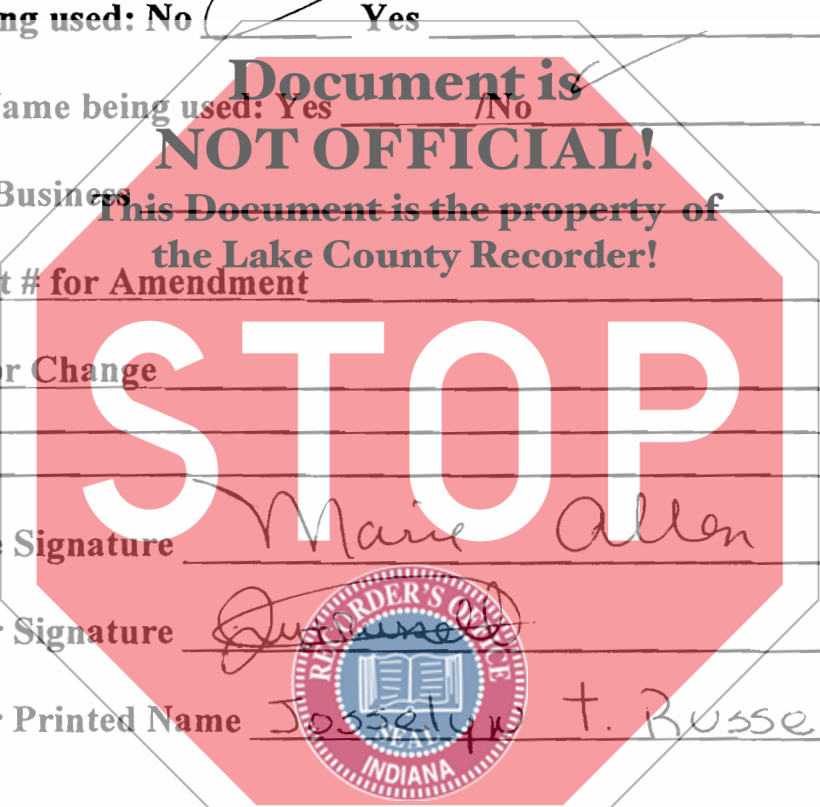 ng used: No Yes
Document is
ame being used: Yes /No
NOT OFFICIAL!
Business
This Document is the property of
the Lake County Recorder!
t # for Amendment
r Change
STOP
e Signature Marie Allen
r Signature
RECORDER'S OFFICE
r Printed Name Josselyn T. Russe
SEAL
INDIANA